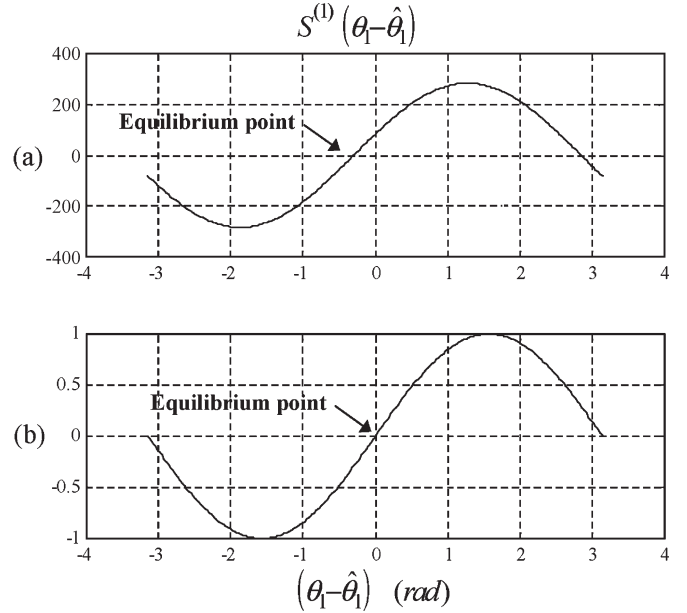 S^(1) (θ₁−θ̂₁)
400
200
Equilibrium point
(a)
0
-200
-400
-4 -3 -2 -1 0 1 2 3 4
1
0.5
Equilibrium point
(b)
0
-0.5
-1
-4 -3 -2 -1 0 1 2 3 4
(θ₁−θ̂₁) (rad)